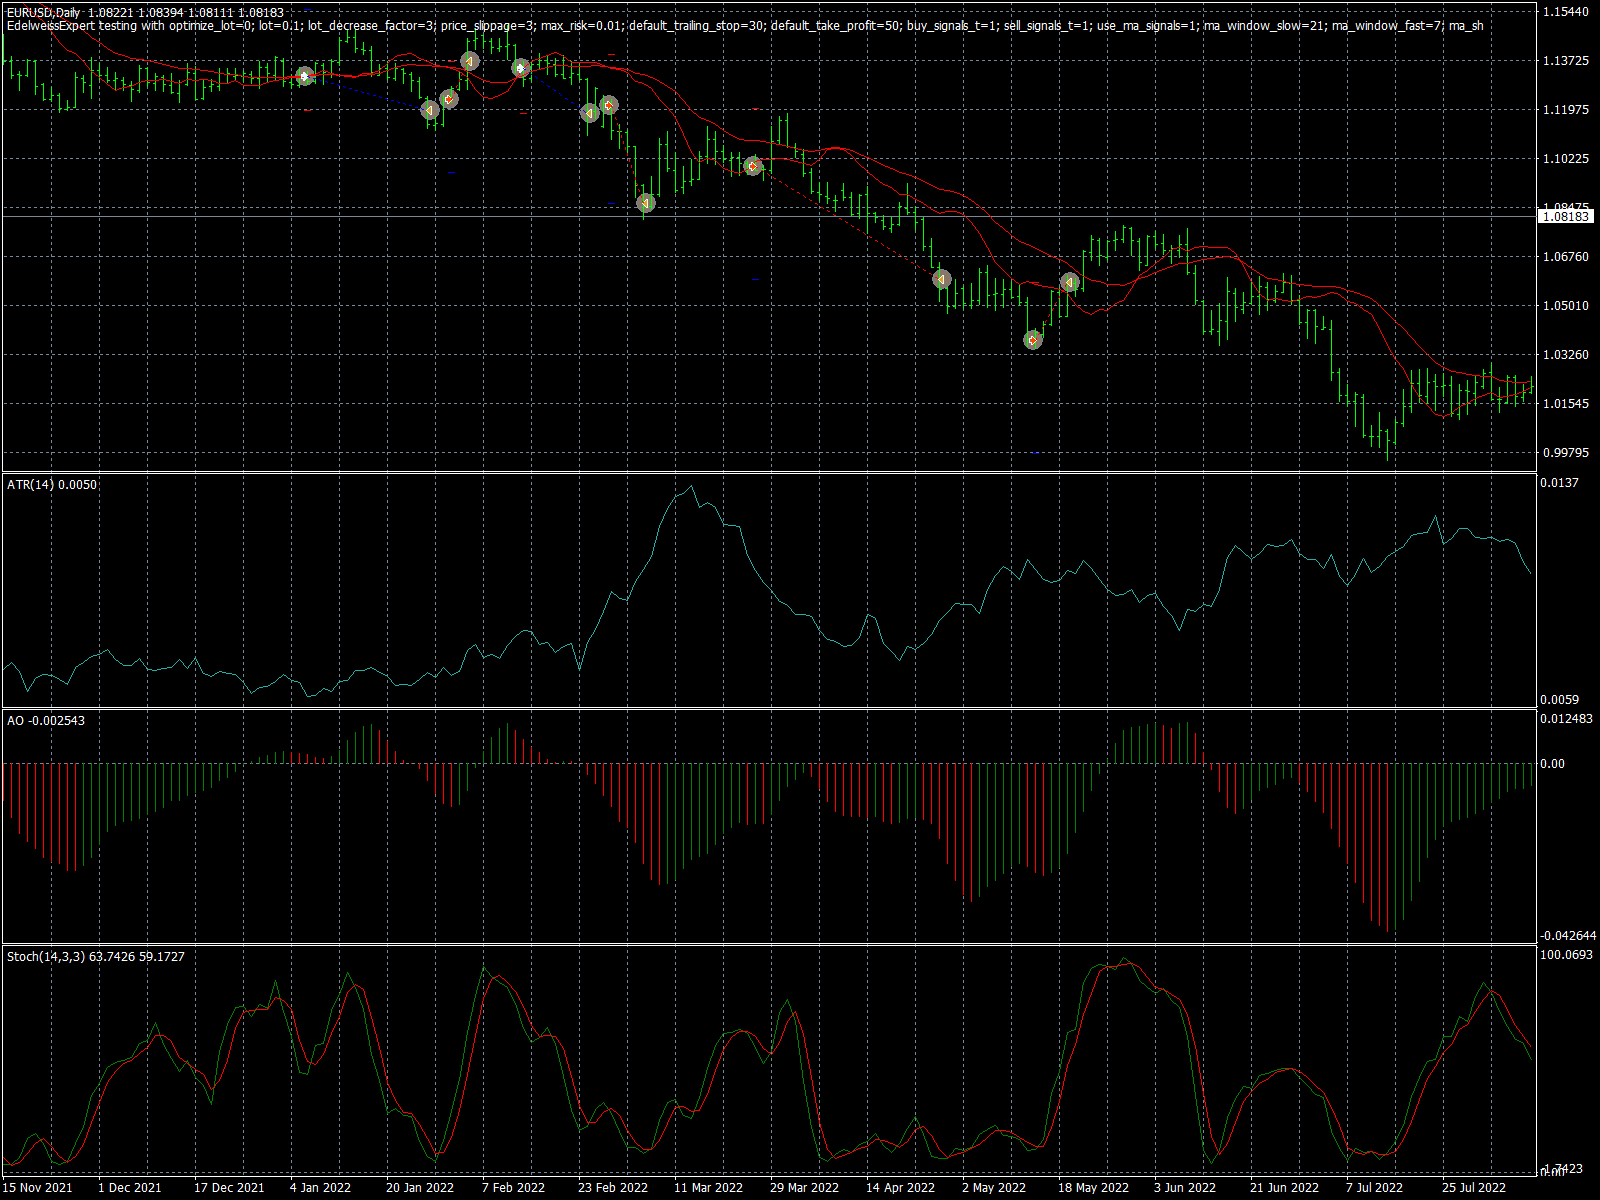 EURUSD,Daily 1.08221 1.08394 1.08111 1.08183
EdelweissExpert testing with optimize_lot=0; lot=0.1; lot_decrease_factor=3; price_slippage=3; max_risk=0.01; default_trailing_stop=30; default_take_profit=50; buy_signals_t=1; sell_signals_t=1; use_ma_signals=1; ma_window_slow=21; ma_window_fast=7; ma_sh
1.15440
1.13725
1.11975
1.10225
1.08475
1.08183
1.06760
1.05010
1.03260
1.01545
0.99795
ATR(14) 0.0050
0.0137
0.0059
AO -0.002543
0.012483
0.00
-0.042644
Stoch(14,3,3) 63.7426 59.1727
100.0693
0.00
-1.7423
15 Nov 2021
1 Dec 2021
17 Dec 2021
4 Jan 2022
20 Jan 2022
7 Feb 2022
23 Feb 2022
11 Mar 2022
29 Mar 2022
14 Apr 2022
2 May 2022
18 May 2022
3 Jun 2022
21 Jun 2022
7 Jul 2022
25 Jul 2022